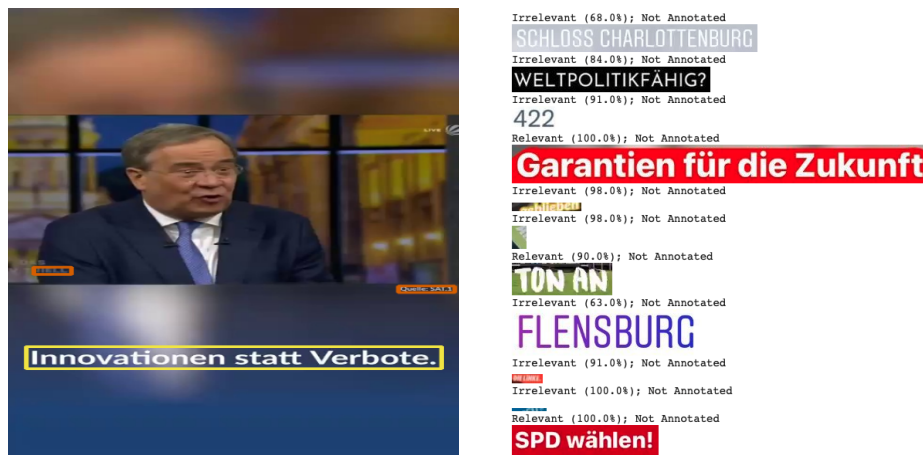 LIVE
Quelle: SAT.1
Innovationen statt Verbote.
Irrelevant (68.0%); Not Annotated
SCHLOSS CHARLOTTENBURG
Irrelevant (84.0%); Not Annotated
WELTPOLITIKFÄHIG?
Irrelevant (91.0%); Not Annotated
422
Relevant (100.0%); Not Annotated
Garantien für die Zukunft
Irrelevant (98.0%); Not Annotated
Irrelevant (98.0%); Not Annotated
Relevant (90.0%); Not Annotated
TON AN
Irrelevant (63.0%); Not Annotated
FLENSBURG
Irrelevant (91.0%); Not Annotated
Irrelevant (100.0%); Not Annotated
Relevant (100.0%); Not Annotated
SPD wählen!